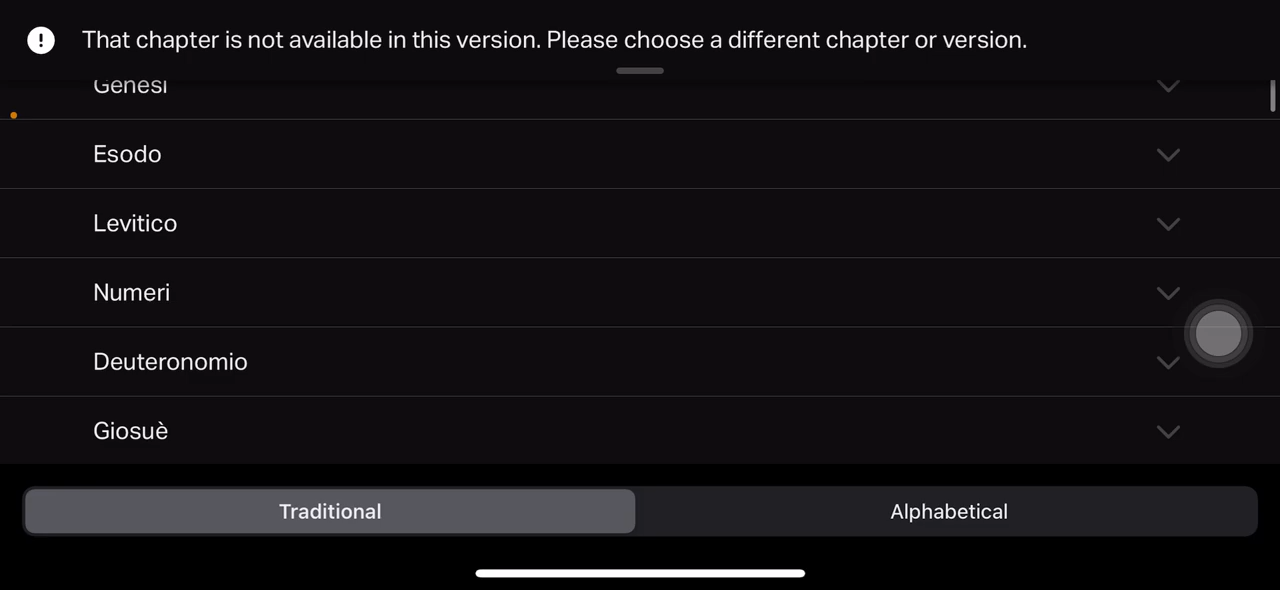 That chapter is not available in this version. Please choose a different chapter or version.
Genesi
Esodo
Levitico
Numeri
Deuteronomio
Giosuè
Traditional
Alphabetical